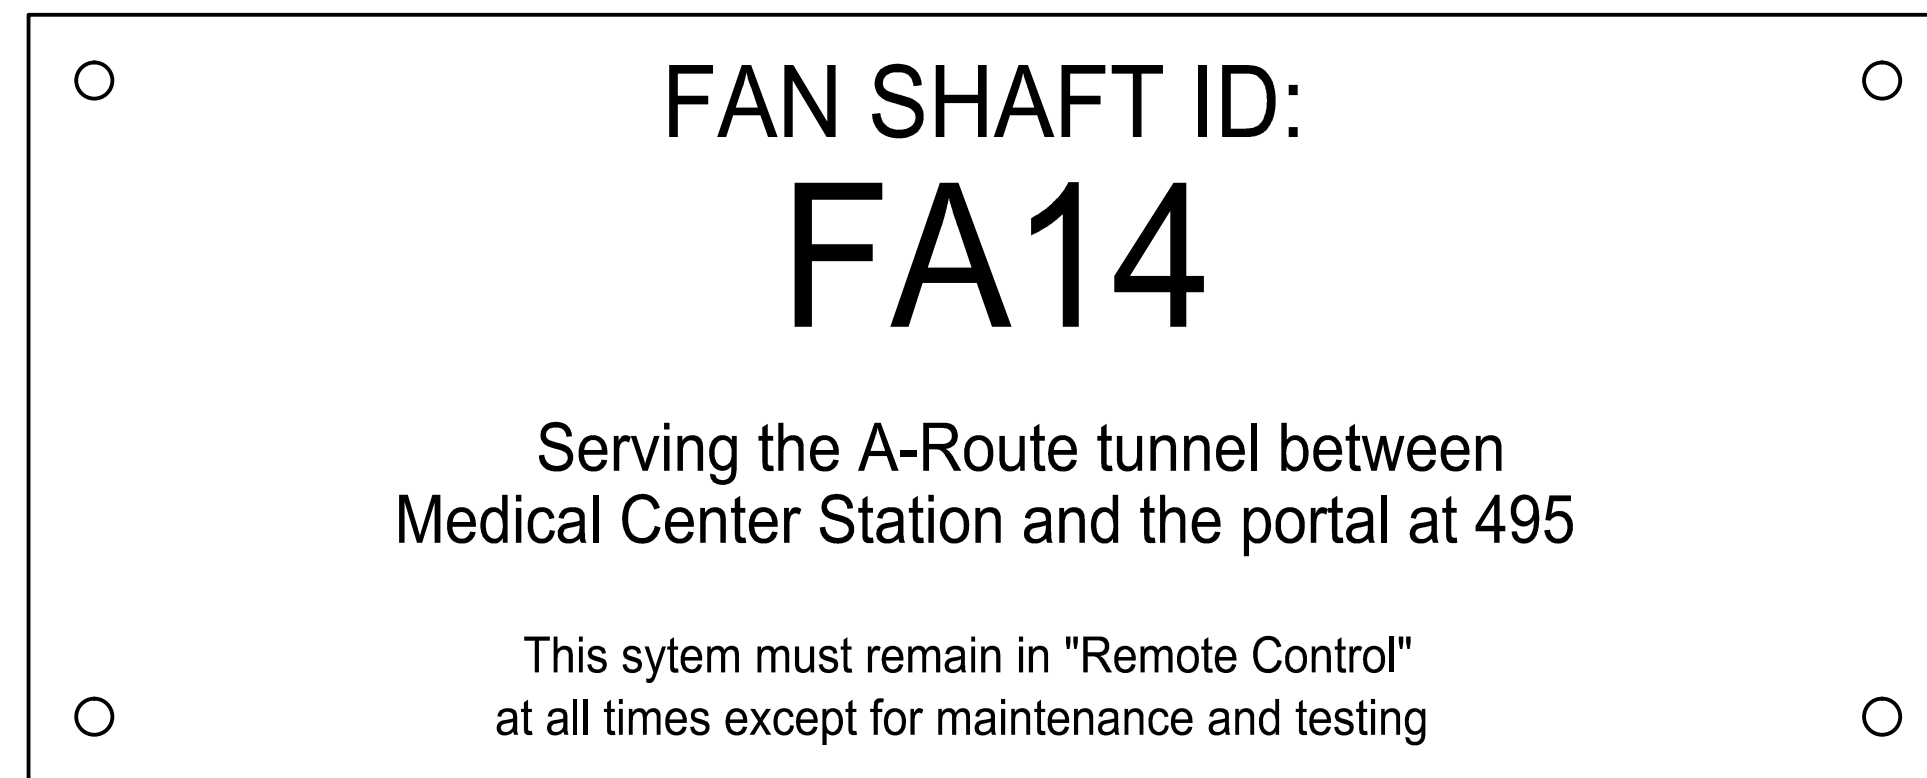 FAN SHAFT ID:
FA14
Serving the A-Route tunnel between
Medical Center Station and the portal at 495
This sytem must remain in "Remote Control"
at all times except for maintenance and testing